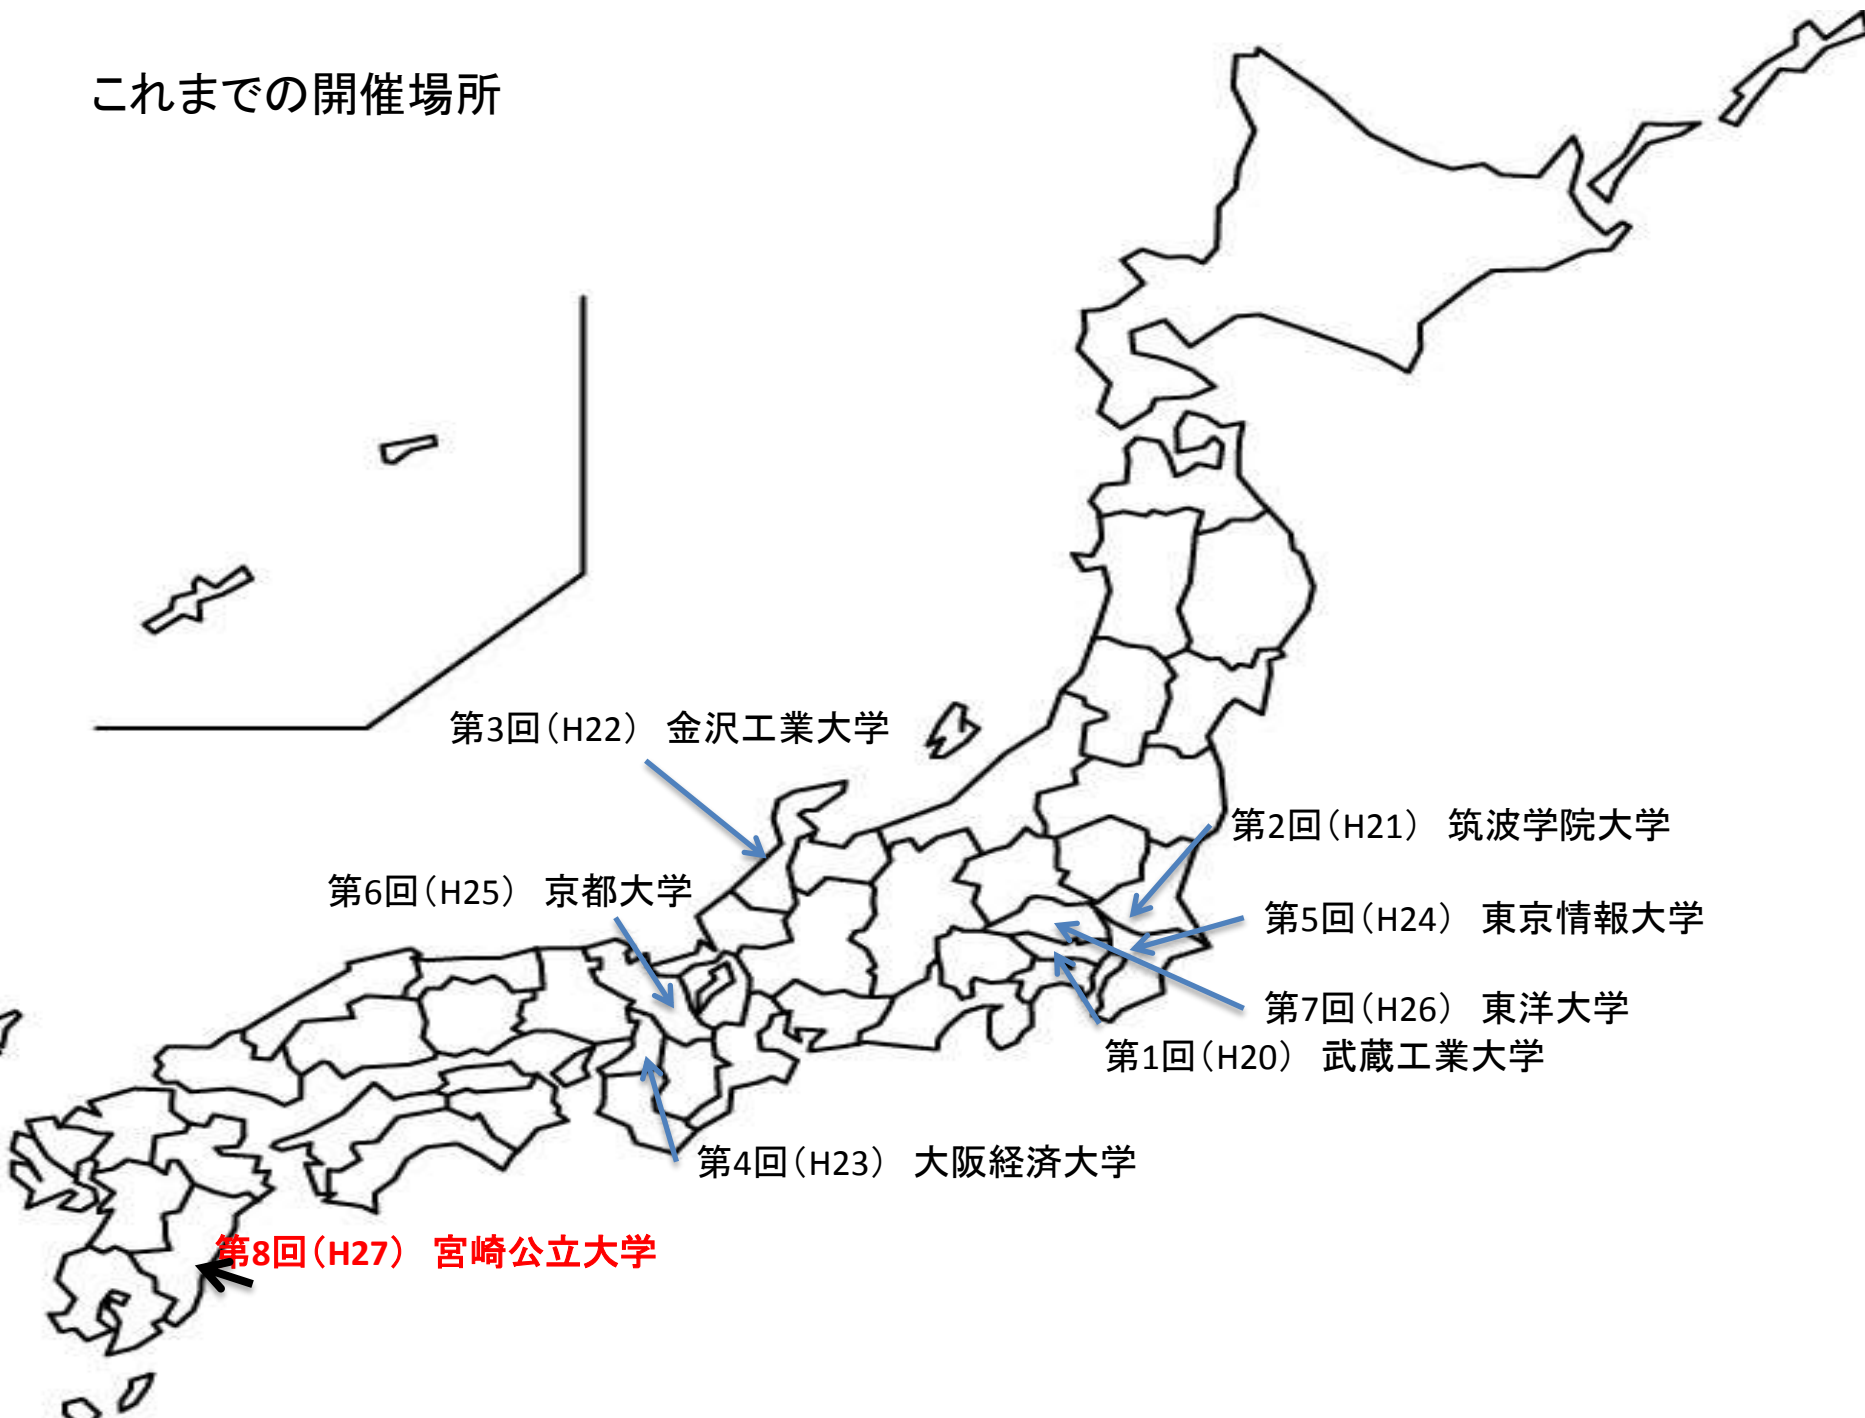 これまでの開催場所
第3回（H22） 金沢工業大学
第2回（H21） 筑波学院大学
第6回（H25） 京都大学
第5回（H24） 東京情報大学
第7回（H26） 東洋大学
第1回（H20） 武蔵工業大学
第4回（H23） 大阪経済大学
第8回（H27） 宮崎公立大学